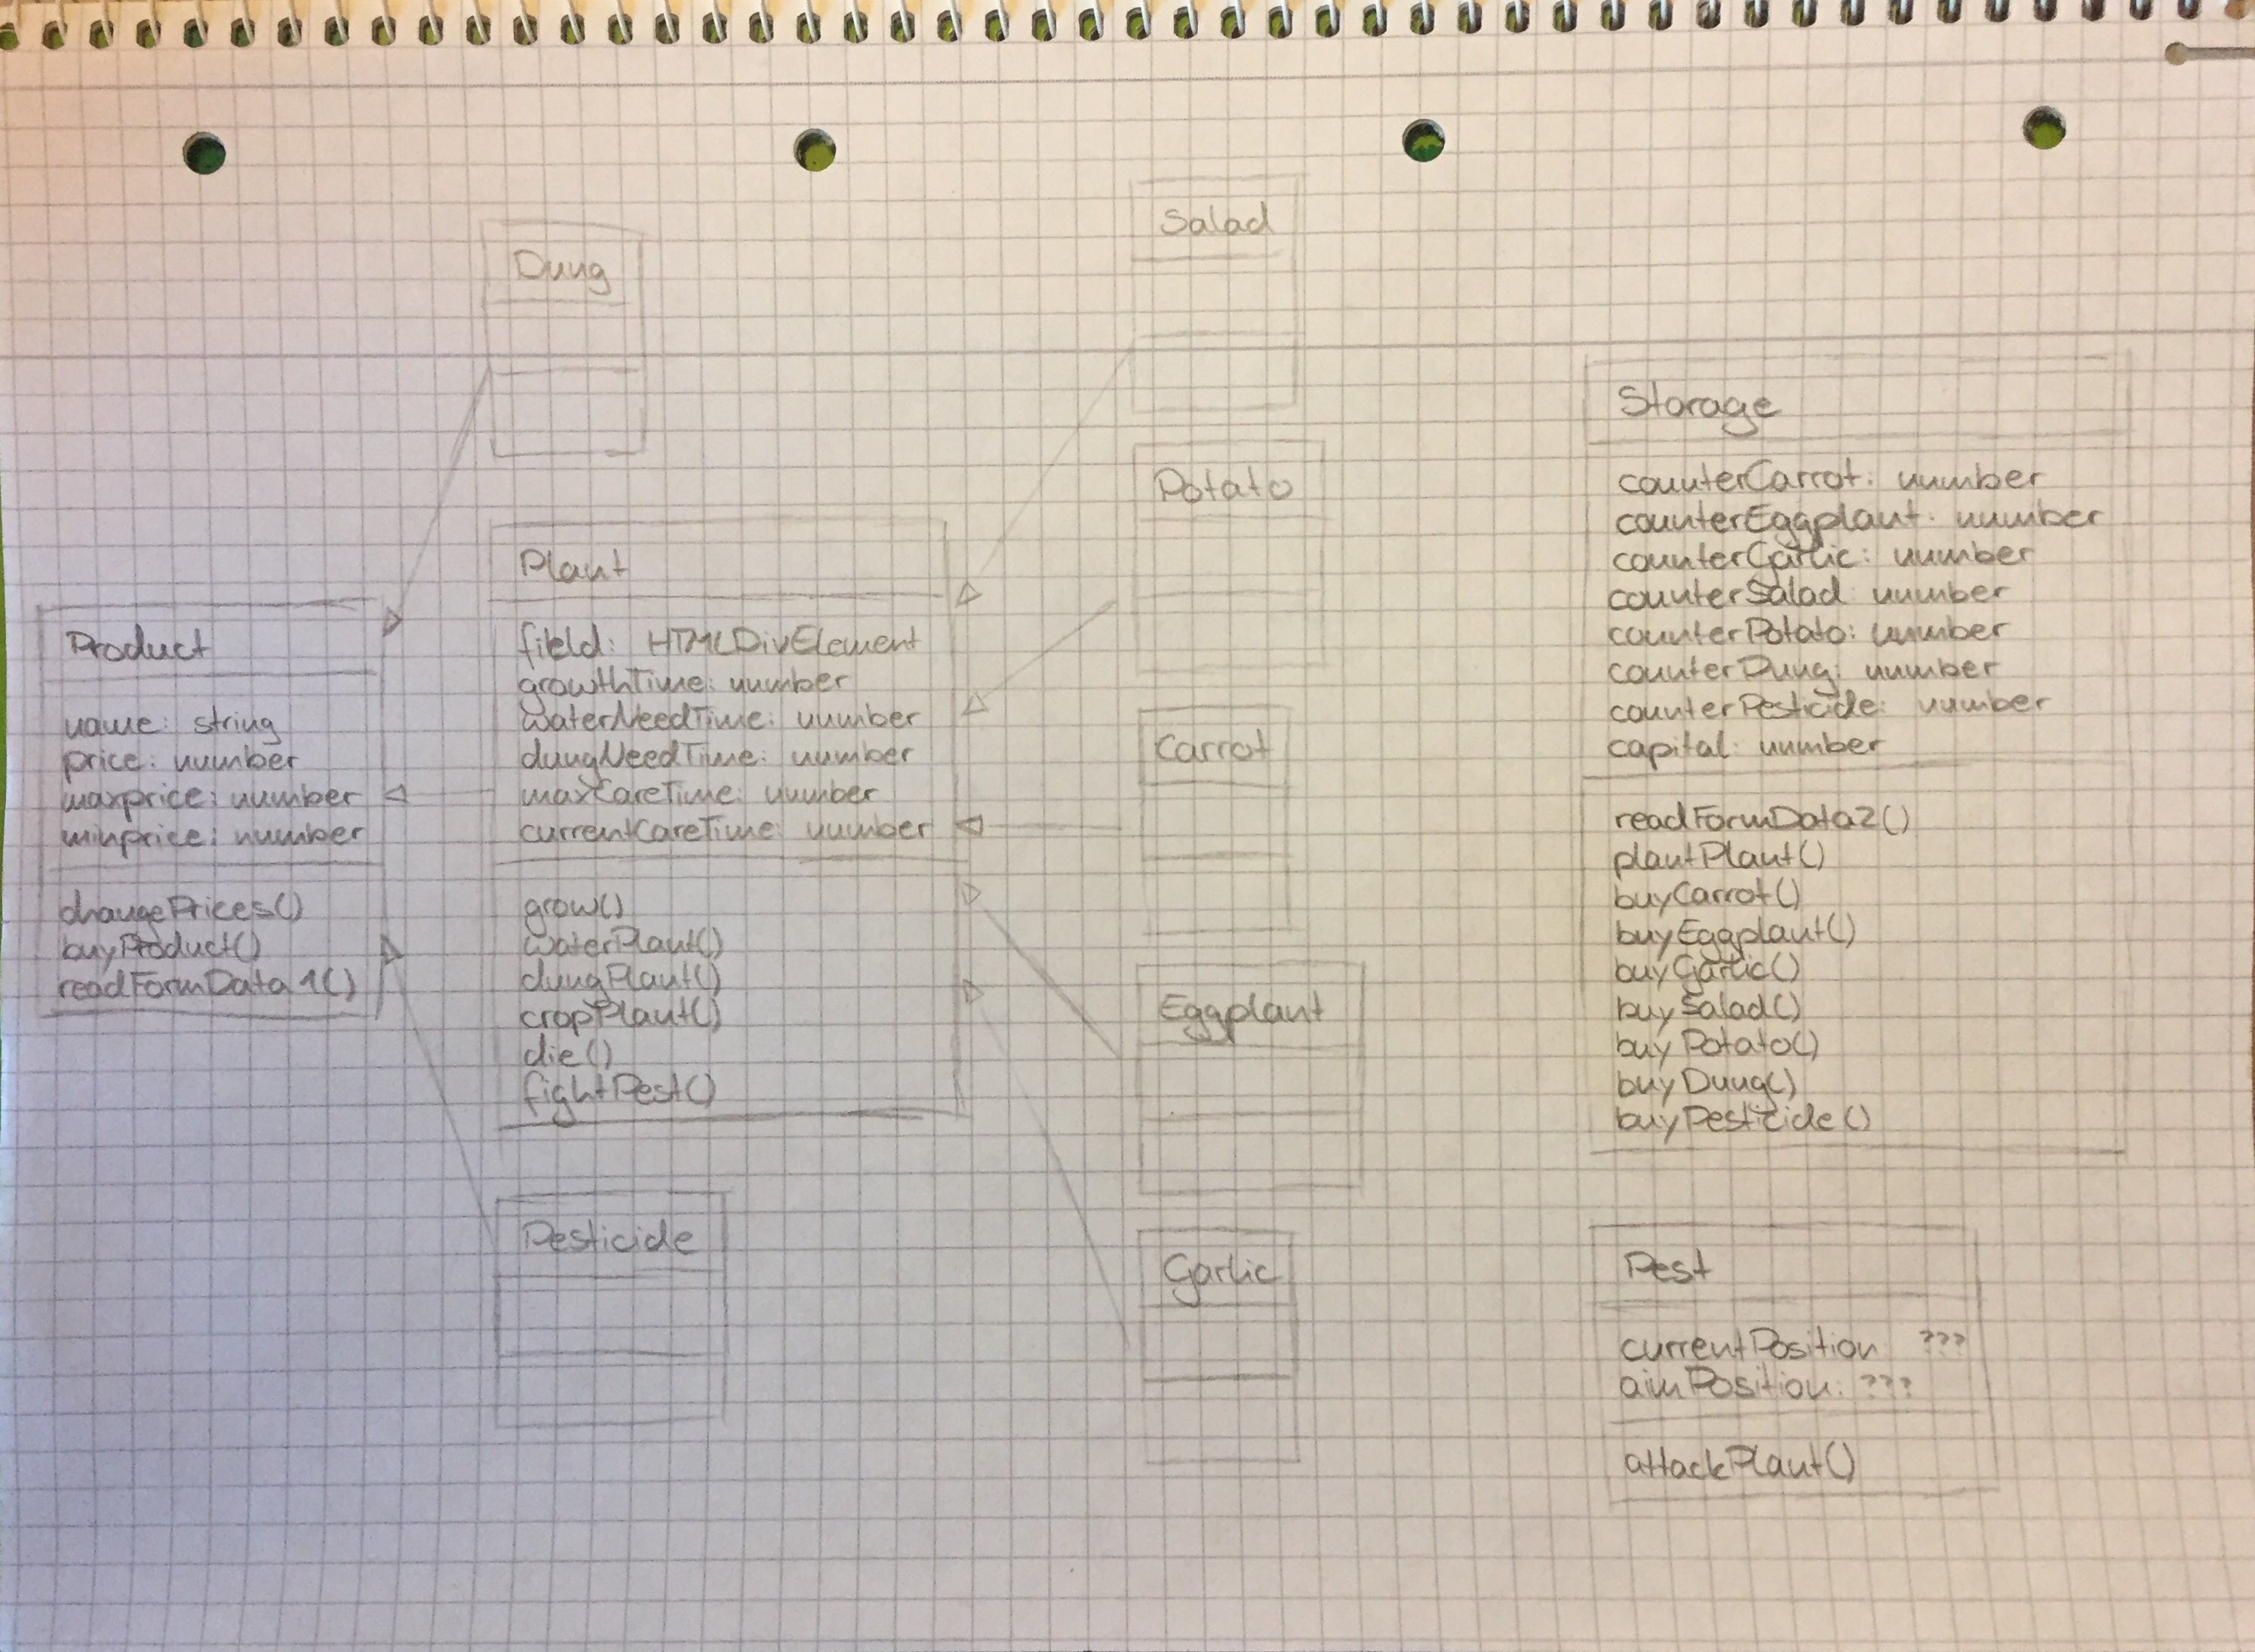 Dung
Product
name: string
price: number
maxprice: number
minprice: number
changePrices()
buyProduct()
readFormData1()
Plant
field: HTMLDivElement
growthTime: number
waterNeedTime: number
dungNeedTime: number
maxCareTime: number
currentCareTime: number
grow()
waterPlant()
dungPlant()
cropPlant()
die()
fightPest()
Pesticide
Salad
Potato
Carrot
Eggplant
Garlic
Storage
counterCarrot: number
counterEggplant: number
counterGarlic: number
counterSalad: number
counterPotato: number
counterDung: number
counterPesticide: number
capital: number
readFormData2()
plantPlant()
buyCarrot()
buyEggplant()
buyGarlic()
buySalad()
buyPotato()
buyDung()
buyPesticide()
Pest
currentPosition ???
aimPosition: ???
attackPlant()